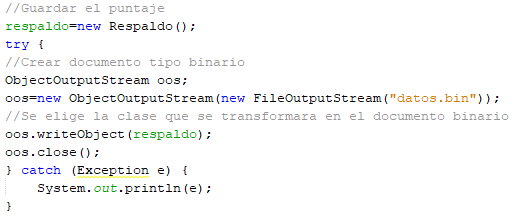 //Guardar el puntaje
respaldo=new Respaldo();
try {
//Crear documento tipo binario
ObjectOutputStream oos;
oos=new ObjectOutputStream(new FileOutputStream("datos.bin"));
//Se elige la clase que se transformara en el documento binario
oos.writeObject(respaldo);
oos.close();
} catch (Exception e) {
    System.out.println(e);
}